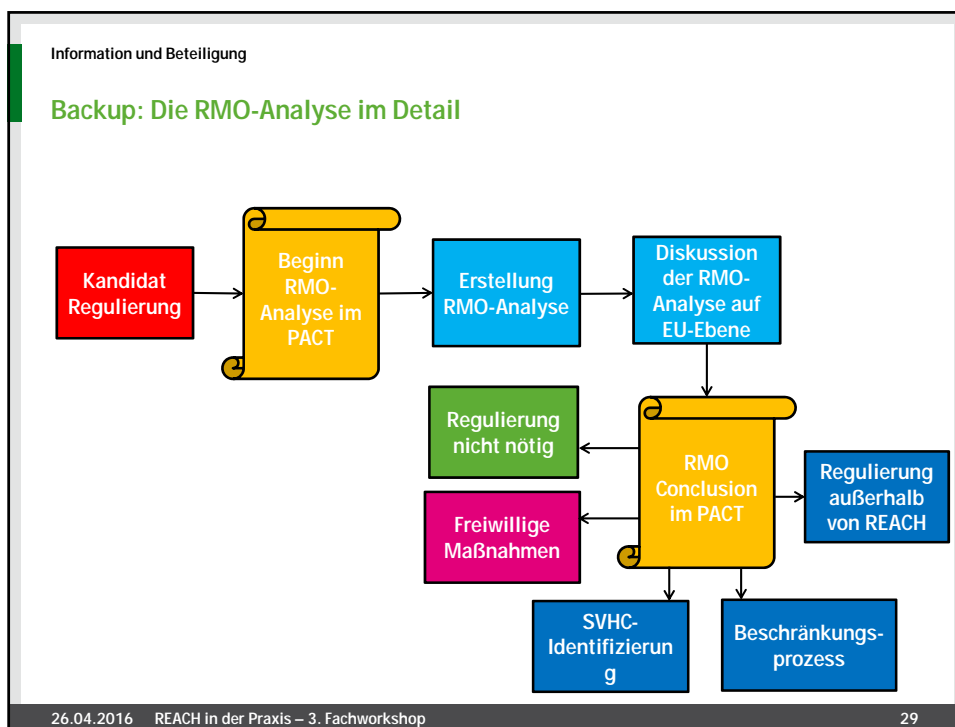 Information und Beteiligung
Backup: Die RMO-Analyse im Detail
Kandidat
Regulierung
Beginn
RMO-
Analyse im
PACT
Erstellung
RMO-Analyse
Diskussion
der RMO-
Analyse auf
EU-Ebene
Regulierung
nicht nötig
Freiwillige
Maßnahmen
RMO
Conclusion
im PACT
Regulierung
außerhalb
von REACH
SVHC-
Identifizierun
g
Beschränkungs-
prozess
26.04.2016 REACH in der Praxis – 3. Fachworkshop 29